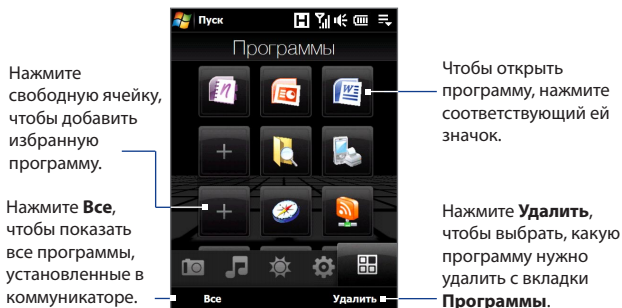 Нажмите
свободную ячейку,
чтобы добавить
избранную
программу.
Нажмите Все,
чтобы показать
все программы,
установленные в
коммуникаторе.
Пуск
H
Программы
Все
Удалить
Чтобы открыть
программу, нажмите
соответствующий ей
значок.
Нажмите Удалить,
чтобы выбрать, какую
программу нужно
удалить с вкладки
Программы.